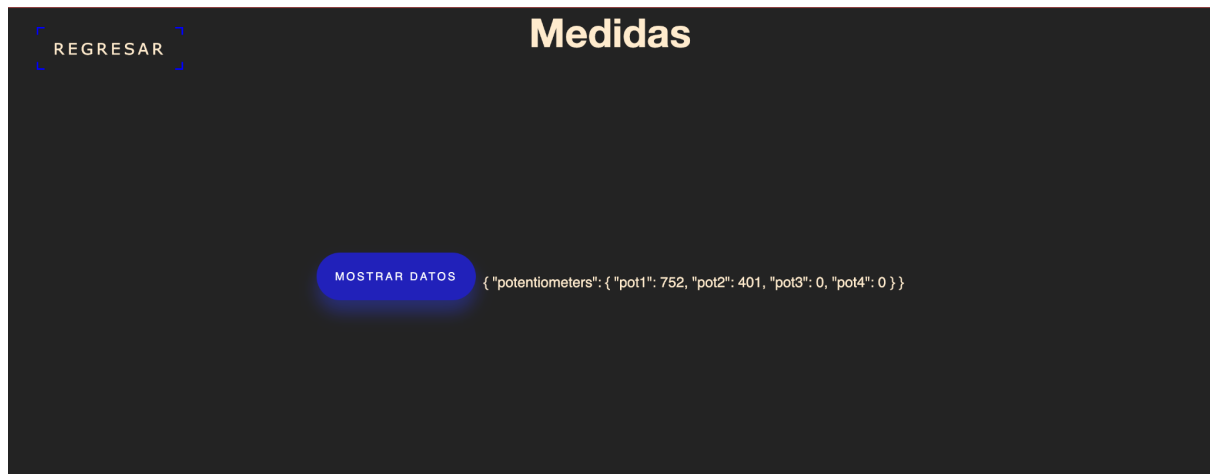 Medidas
REGRESAR
MOSTRAR DATOS
{ "potentiometers": { "pot1": 752, "pot2": 401, "pot3": 0, "pot4": 0 } }